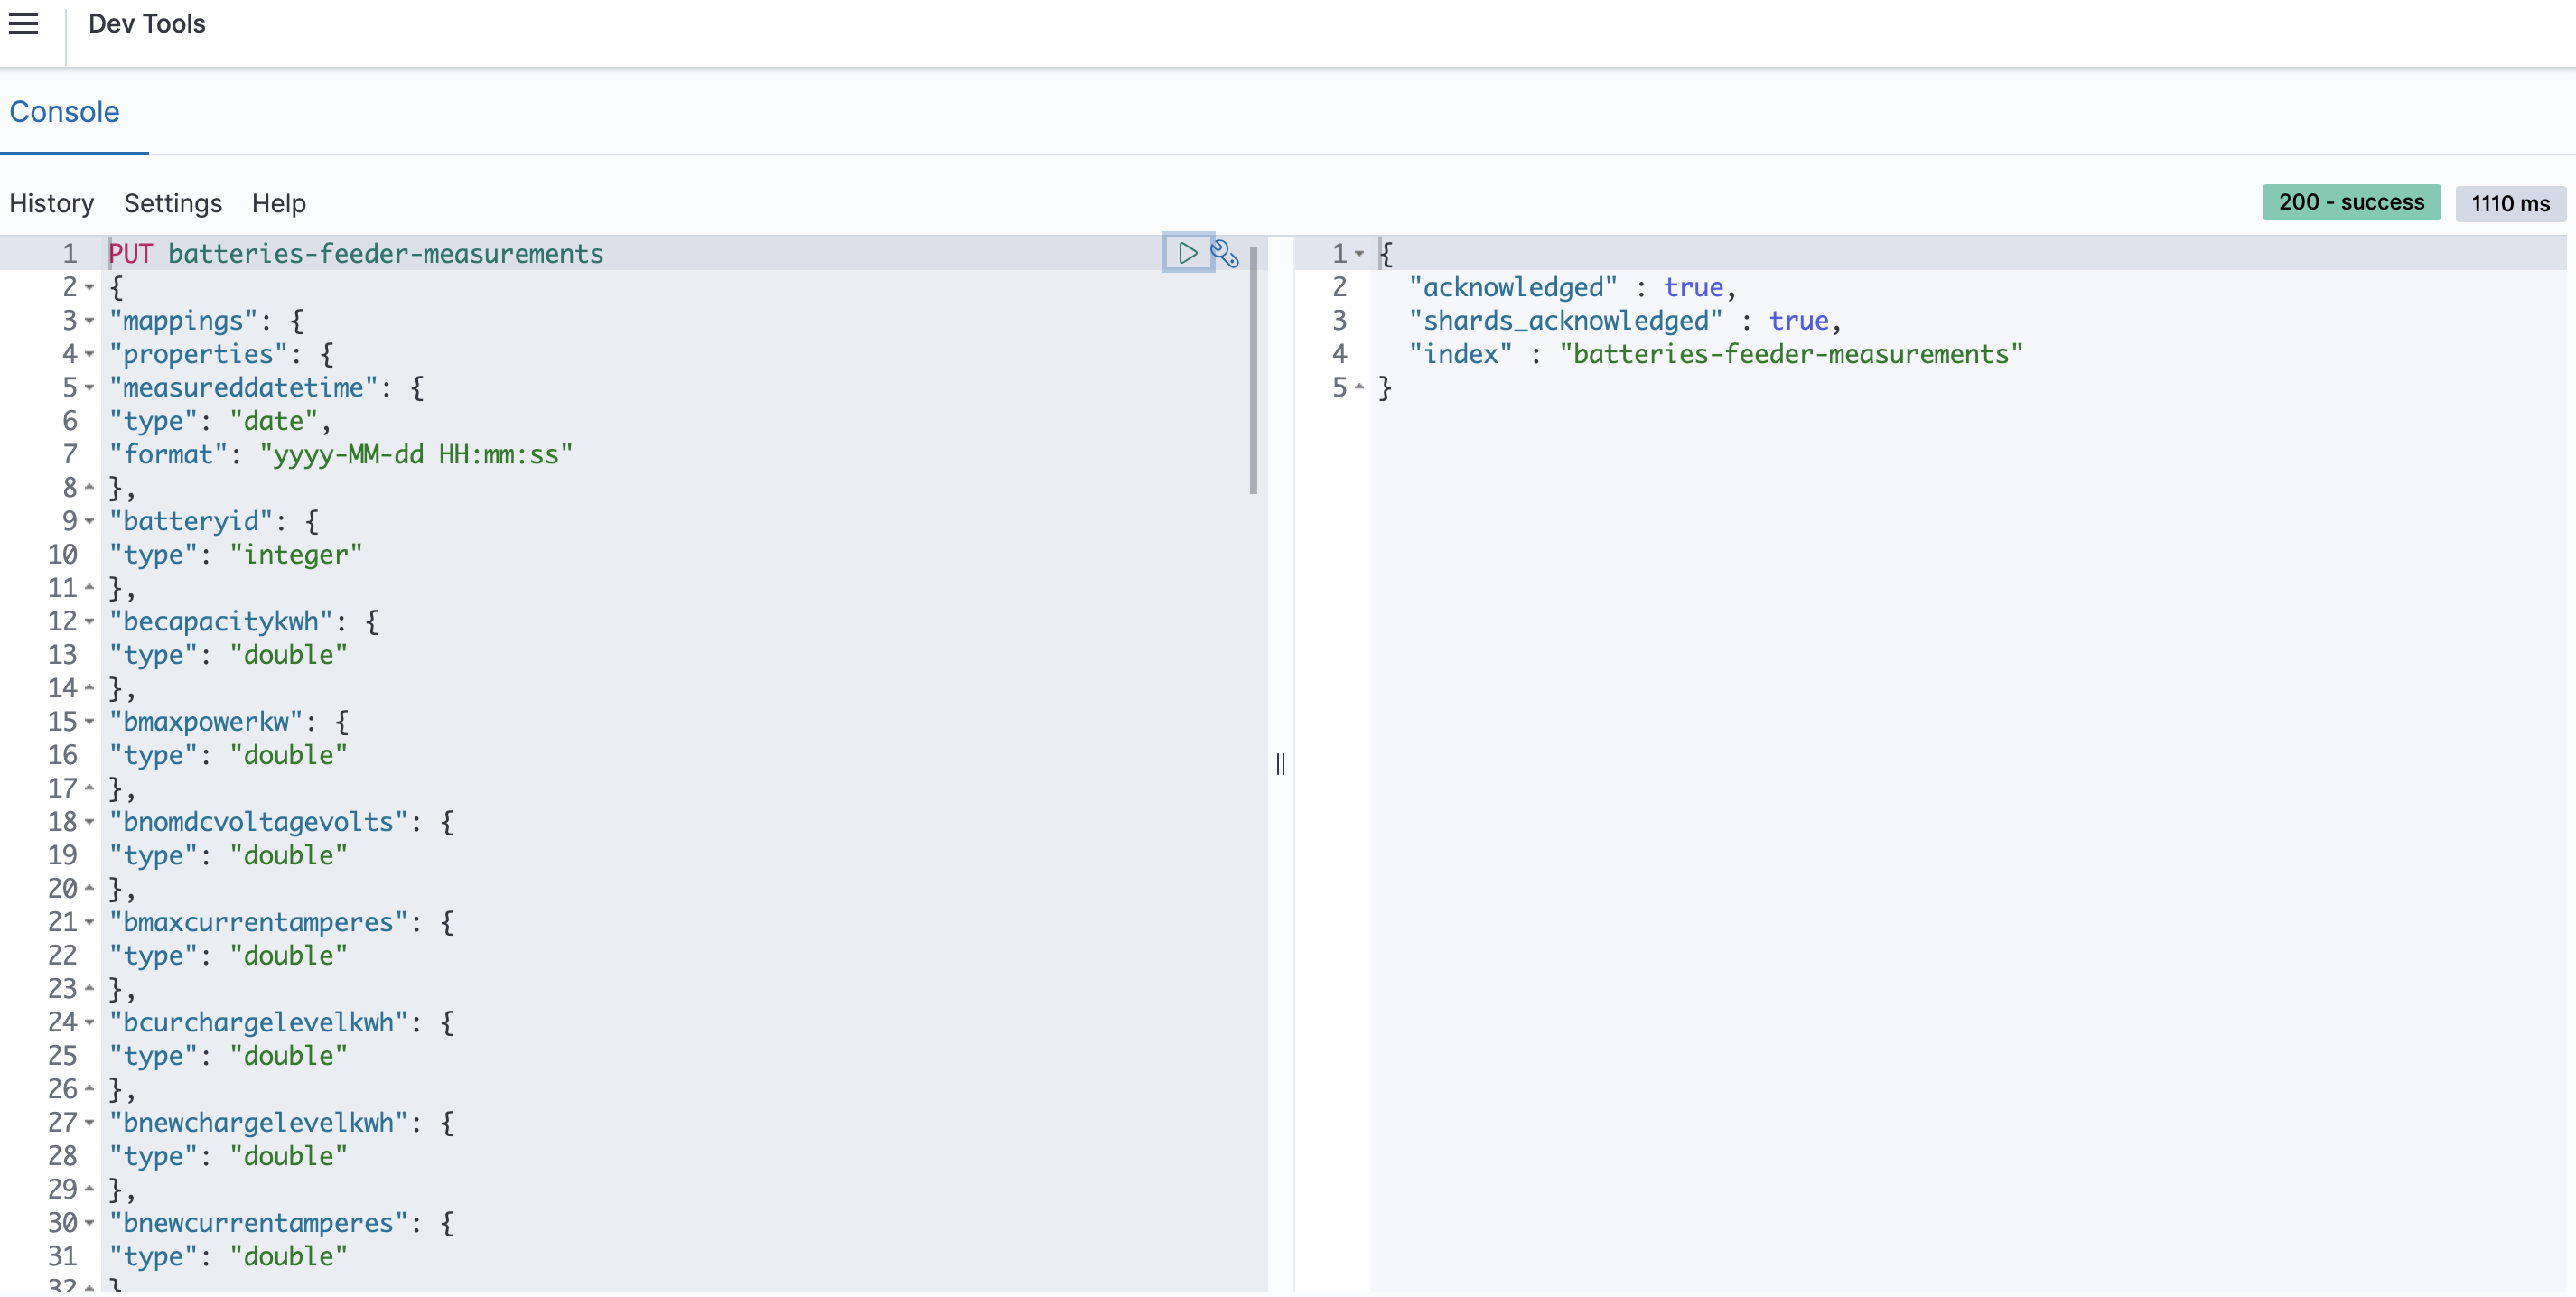 Dev Tools
Console
History Settings Help
200 - success 1110 ms
1 PUT batteries-feeder-measurements
2 {
3 "mappings": {
4 "properties": {
5 "measureddatetime": {
6 "type": "date",
7 "format": "yyyy-MM-dd HH:mm:ss"
8 },
9 "batteryid": {
10 "type": "integer"
11 },
12 "becapacitykwh": {
13 "type": "double"
14 },
15 "bmaxpowerkw": {
16 "type": "double"
17 },
18 "bnomdcvoltagevolts": {
19 "type": "double"
20 },
21 "bmaxcurrentamperes": {
22 "type": "double"
23 },
24 "bcurchargelevelkwh": {
25 "type": "double"
26 },
27 "bnewchargelevelkwh": {
28 "type": "double"
29 },
30 "bnewcurrentamperes": {
31 "type": "double"
32 }
1 {
2 "acknowledged" : true,
3 "shards_acknowledged" : true,
4 "index" : "batteries-feeder-measurements"
5 }